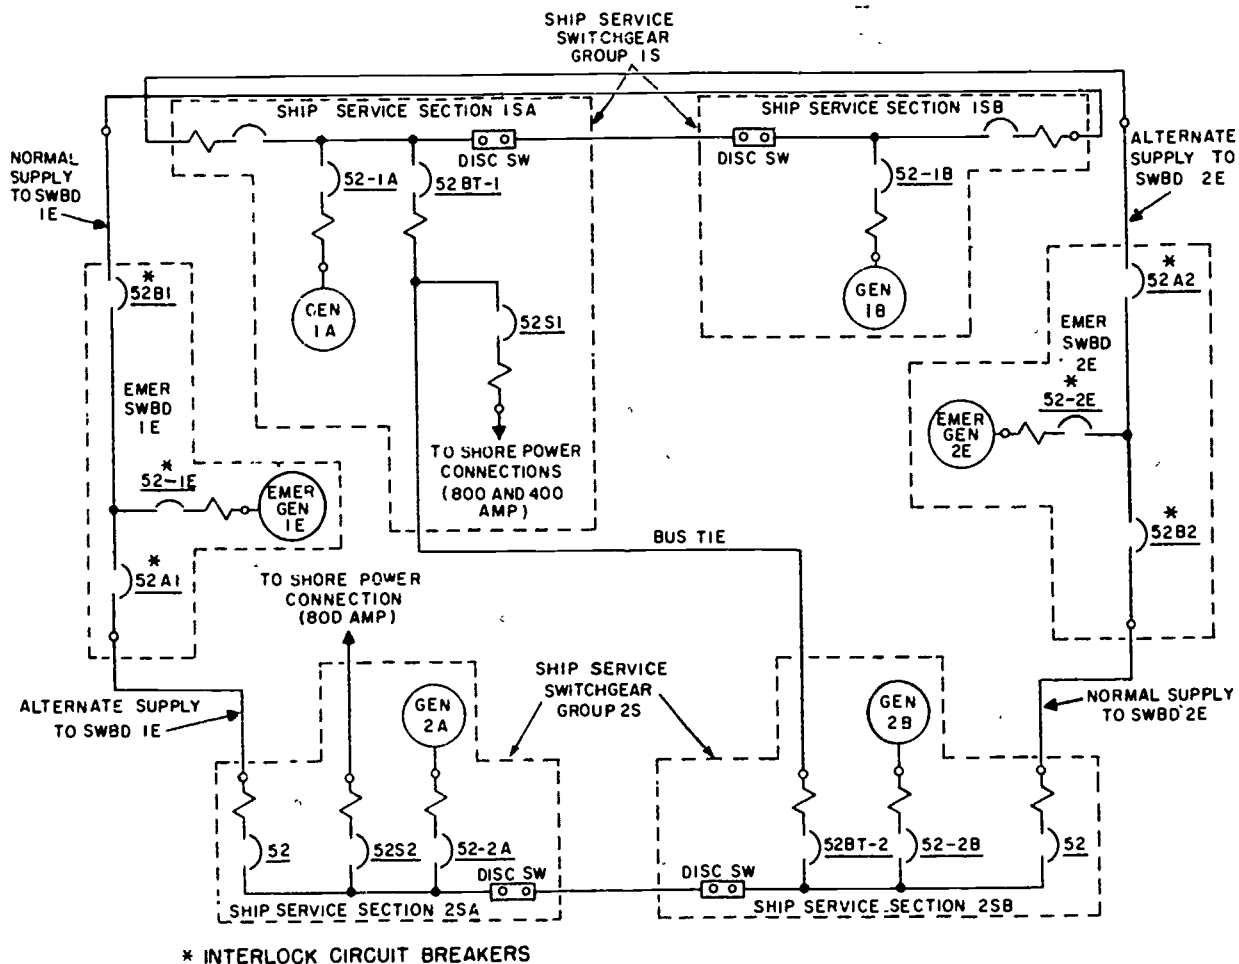 SHIP SERVICE
SWITCHGEAR
GROUP 1S
SHIP SERVICE SECTION 1SA
SHIP SERVICE SECTION 1SB
NORMAL
SUPPLY
TO SWBD
1E
DISC SW
DISC SW
ALTERNATE
SUPPLY TO
SWBD 2E
52-1A
52BT-1
52-1B
*
52B1
GEN
1A
52S1
GEN
1B
*
52A2
EMER
SWBD
1E
EMER
SWBD
2E
*
52-2E
EMER
GEN
2E
TO SHORE POWER
CONNECTIONS
(800 AND 400
AMP)
*
52-1E
EMER
GEN
1E
*
52B2
BUS TIE
*
52A1
TO SHORE POWER
CONNECTION
(800 AMP)
ALTERNATE SUPPLY
TO SWBD 1E
GEN
2A
SHIP SERVICE
SWITCHGEAR
GROUP 2S
GEN
2B
NORMAL SUPPLY
TO SWBD 2E
52
52S2
52-2A
52BT-2
52-2B
52
DISC SW
DISC SW
SHIP SERVICE SECTION 2SA
SHIP SERVICE SECTION 2SB
* INTERLOCK CIRCUIT BREAKERS